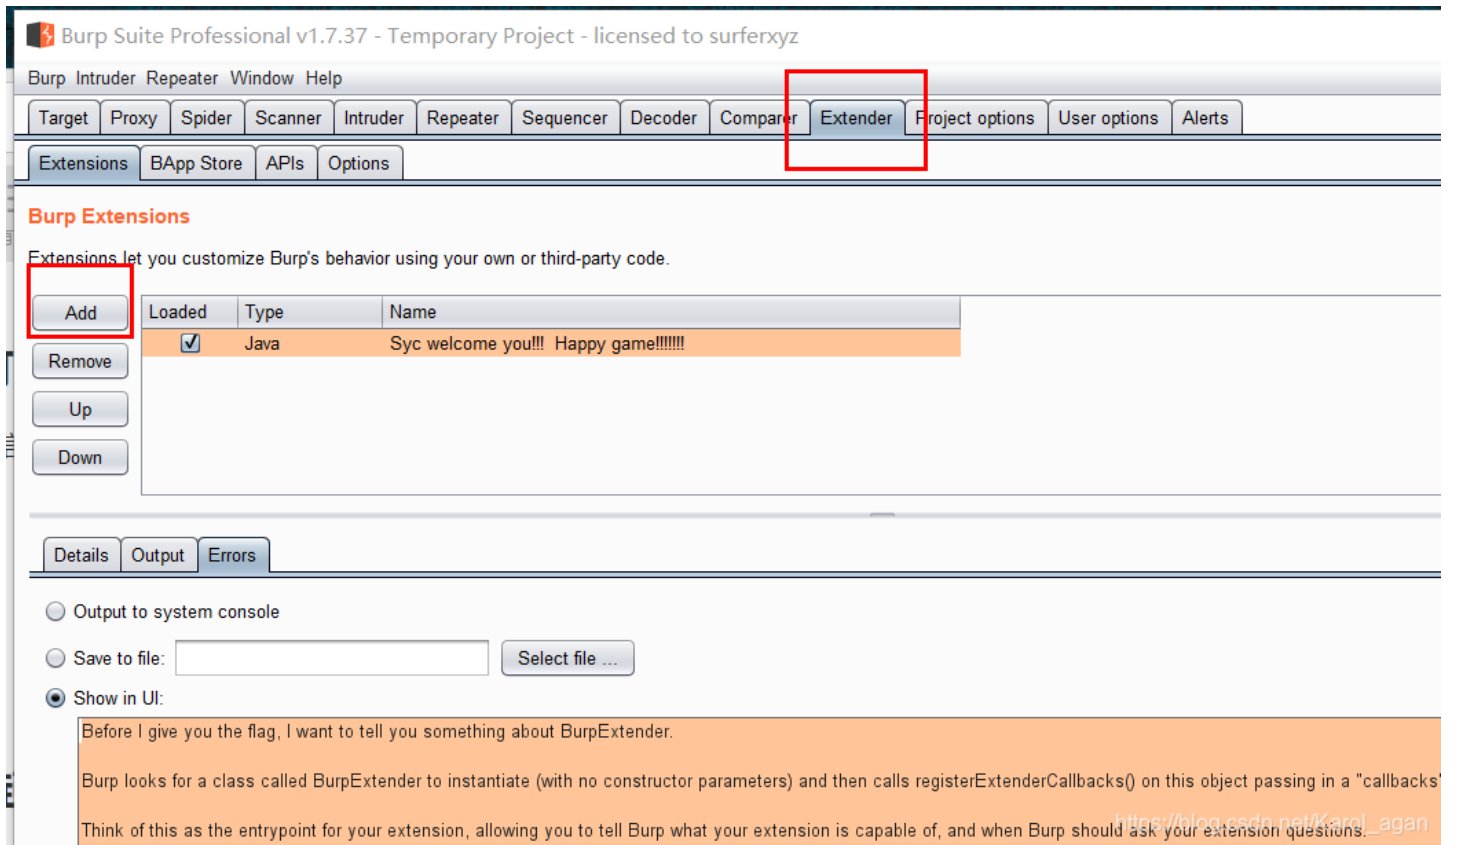 Burp Suite Professional v1.7.37 - Temporary Project - licensed to surferxyz
Burp Intruder Repeater Window Help
Target Proxy Spider Scanner Intruder Repeater Sequencer Decoder Comparer Extender Project options User options Alerts
Extensions BApp Store APIs Options
Burp Extensions
Extensions let you customize Burp's behavior using your own or third-party code.
Add Loaded Type Name
Java Syc welcome you!!! Happy game!!!!!!!
Remove
Up
Down
Details Output Errors
Output to system console
Save to file: Select file ...
Show in UI:
Before I give you the flag, I want to tell you something about BurpExtender.
Burp looks for a class called BurpExtender to instantiate (with no constructor parameters) and then calls registerExtenderCallbacks() on this object passing in a "callbacks"
Think of this as the entrypoint for your extension, allowing you to tell Burp what your extension is capable of, and when Burp should ask your extension questions.
https://blog.csdn.net/Karol_agan